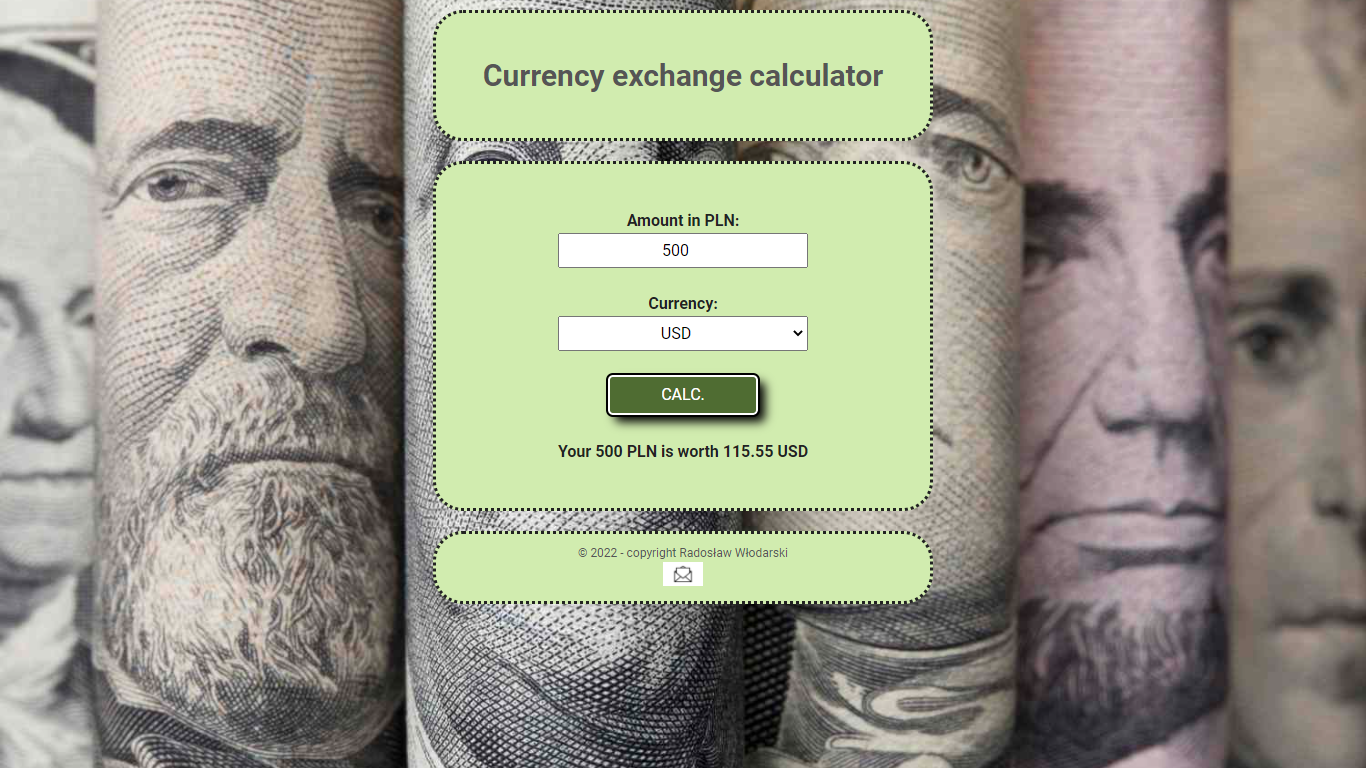 Currency exchange calculator
Amount in PLN:
500
Currency:
USD
CALC.
Your 500 PLN is worth 115.55 USD
© 2022 - copyright Radosław Włodarski